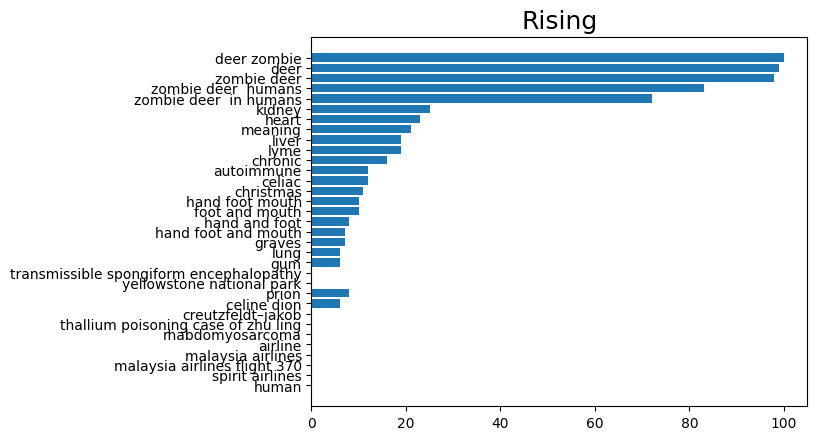 Rising
deer zombie
deer
zombie deer  humans
zombie deer
zombie deer  in humans
kidney
heart
meaning
liver
lyme
chronic
autoimmune
celiac
christmas
hand foot mouth
foot and mouth
hand and foot
hand foot and mouth
graves
lung
gum
transmissible spongiform encephalopathy
yellowstone national park
prion
celine dion
creutzfeldt–jakob
thallium poisoning case of zhu ling
rhabdomyosarcoma
airline
malaysia airlines
malaysia airlines flight 370
spirit airlines
human
0 20 40 60 80 100